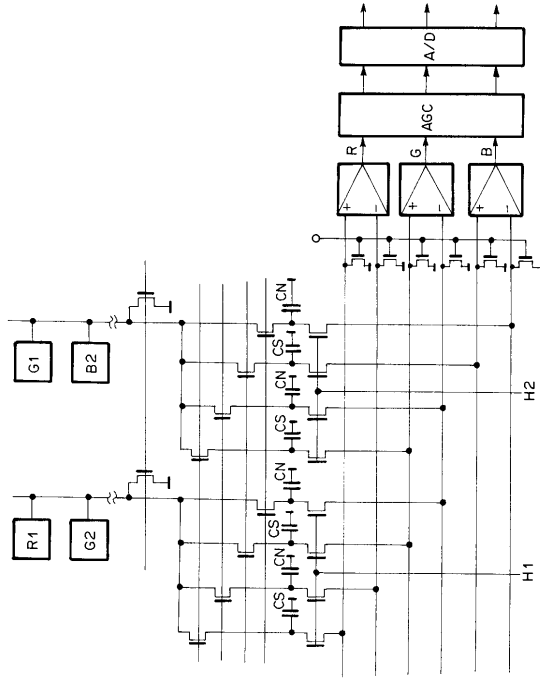 A/D
AGC
R
G
B
+
−
+
−
+
−
G1
B2
CN
CS
CN
CS
R1
G2
CN
CS
CN
CS
H2
H1